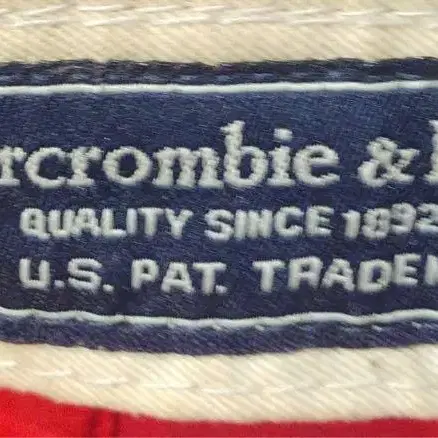 rcrombie &
QUALITY SINCE 1892
U.S. PAT. TRADE